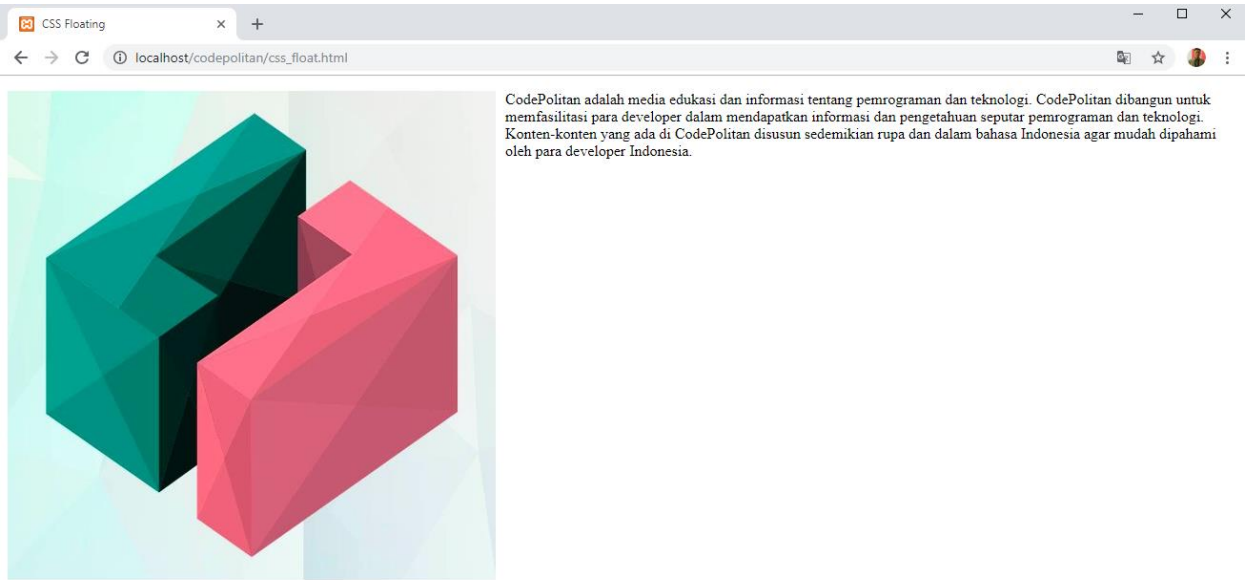 CSS Floating
localhost/codepolitan/css_float.html
CodePolitan adalah media edukasi dan informasi tentang pemrograman dan teknologi. CodePolitan dibangun untuk
memfasilitasi para developer dalam mendapatkan informasi dan pengetahuan seputar pemrograman dan teknologi.
Konten-konten yang ada di CodePolitan disusun sedemikian rupa dan dalam bahasa Indonesia agar mudah dipahami
oleh para developer Indonesia.